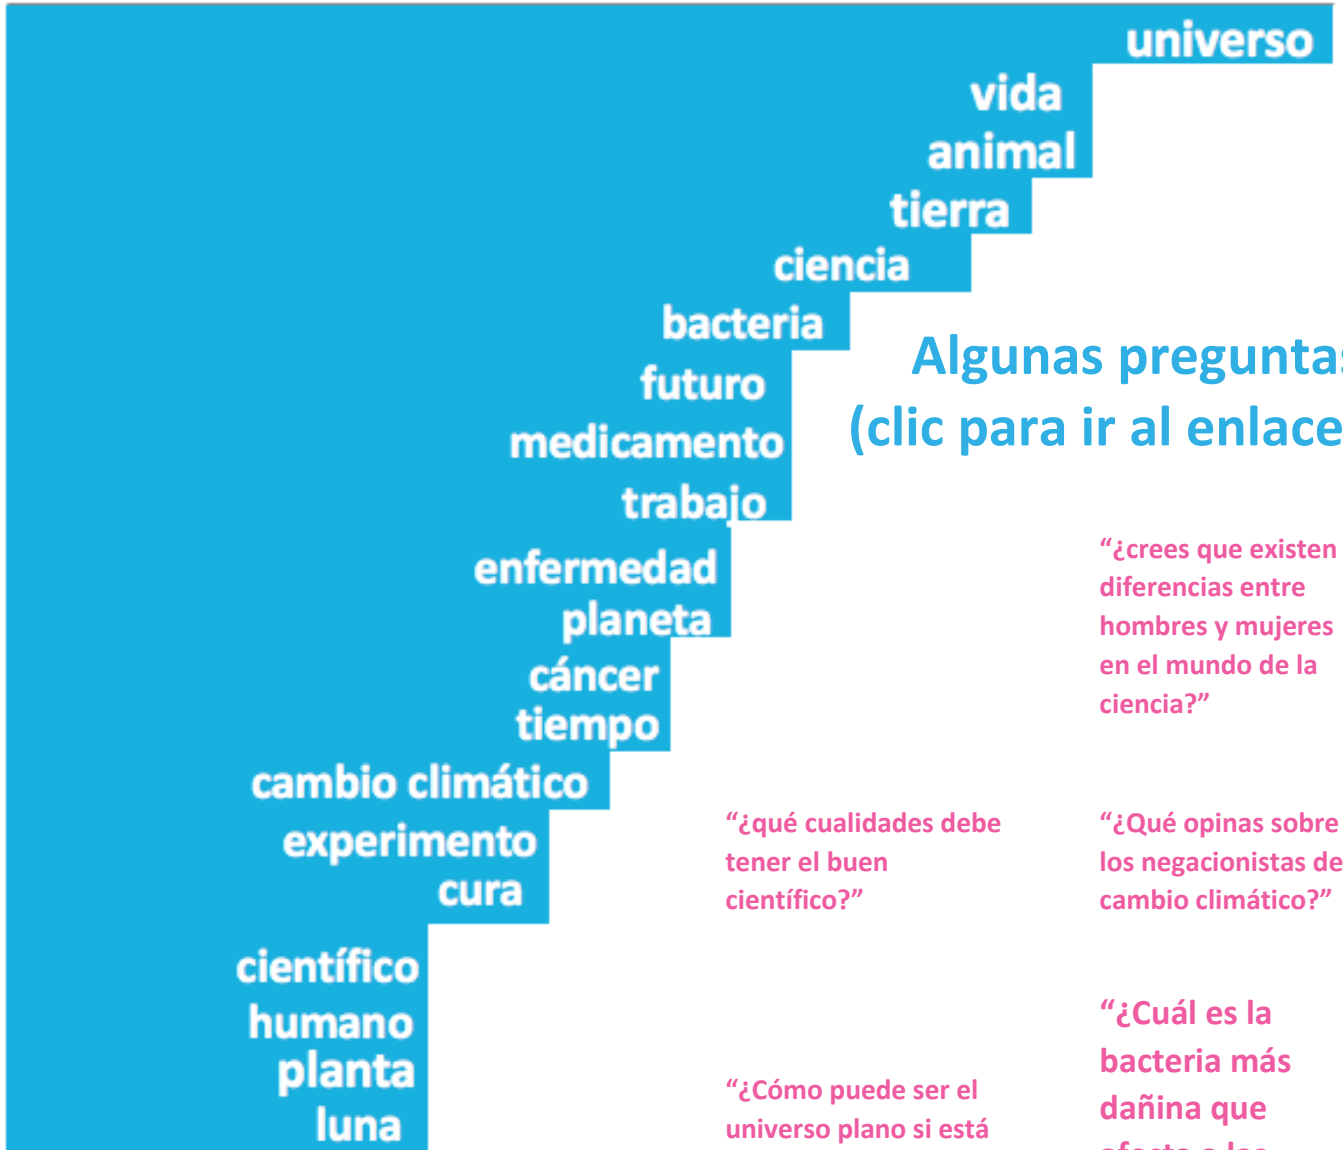 universo
vida
animal
tierra
ciencia
bacteria
futuro
medicamento
trabajo
enfermedad
planeta
cáncer
tiempo
cambio climático
experimento
cura
científico
humano
planta
luna
Algunas preguntas
(clic para ir al enlace
“¿crees que existen
diferencias entre
hombres y mujeres
en el mundo de la
ciencia?”
“¿qué cualidades debe
tener el buen
científico?”
“¿Qué opinas sobre
los negacionistas de
cambio climático?”
“¿Cómo puede ser el
universo plano si está
“¿Cuál es la
bacteria más
dañina que